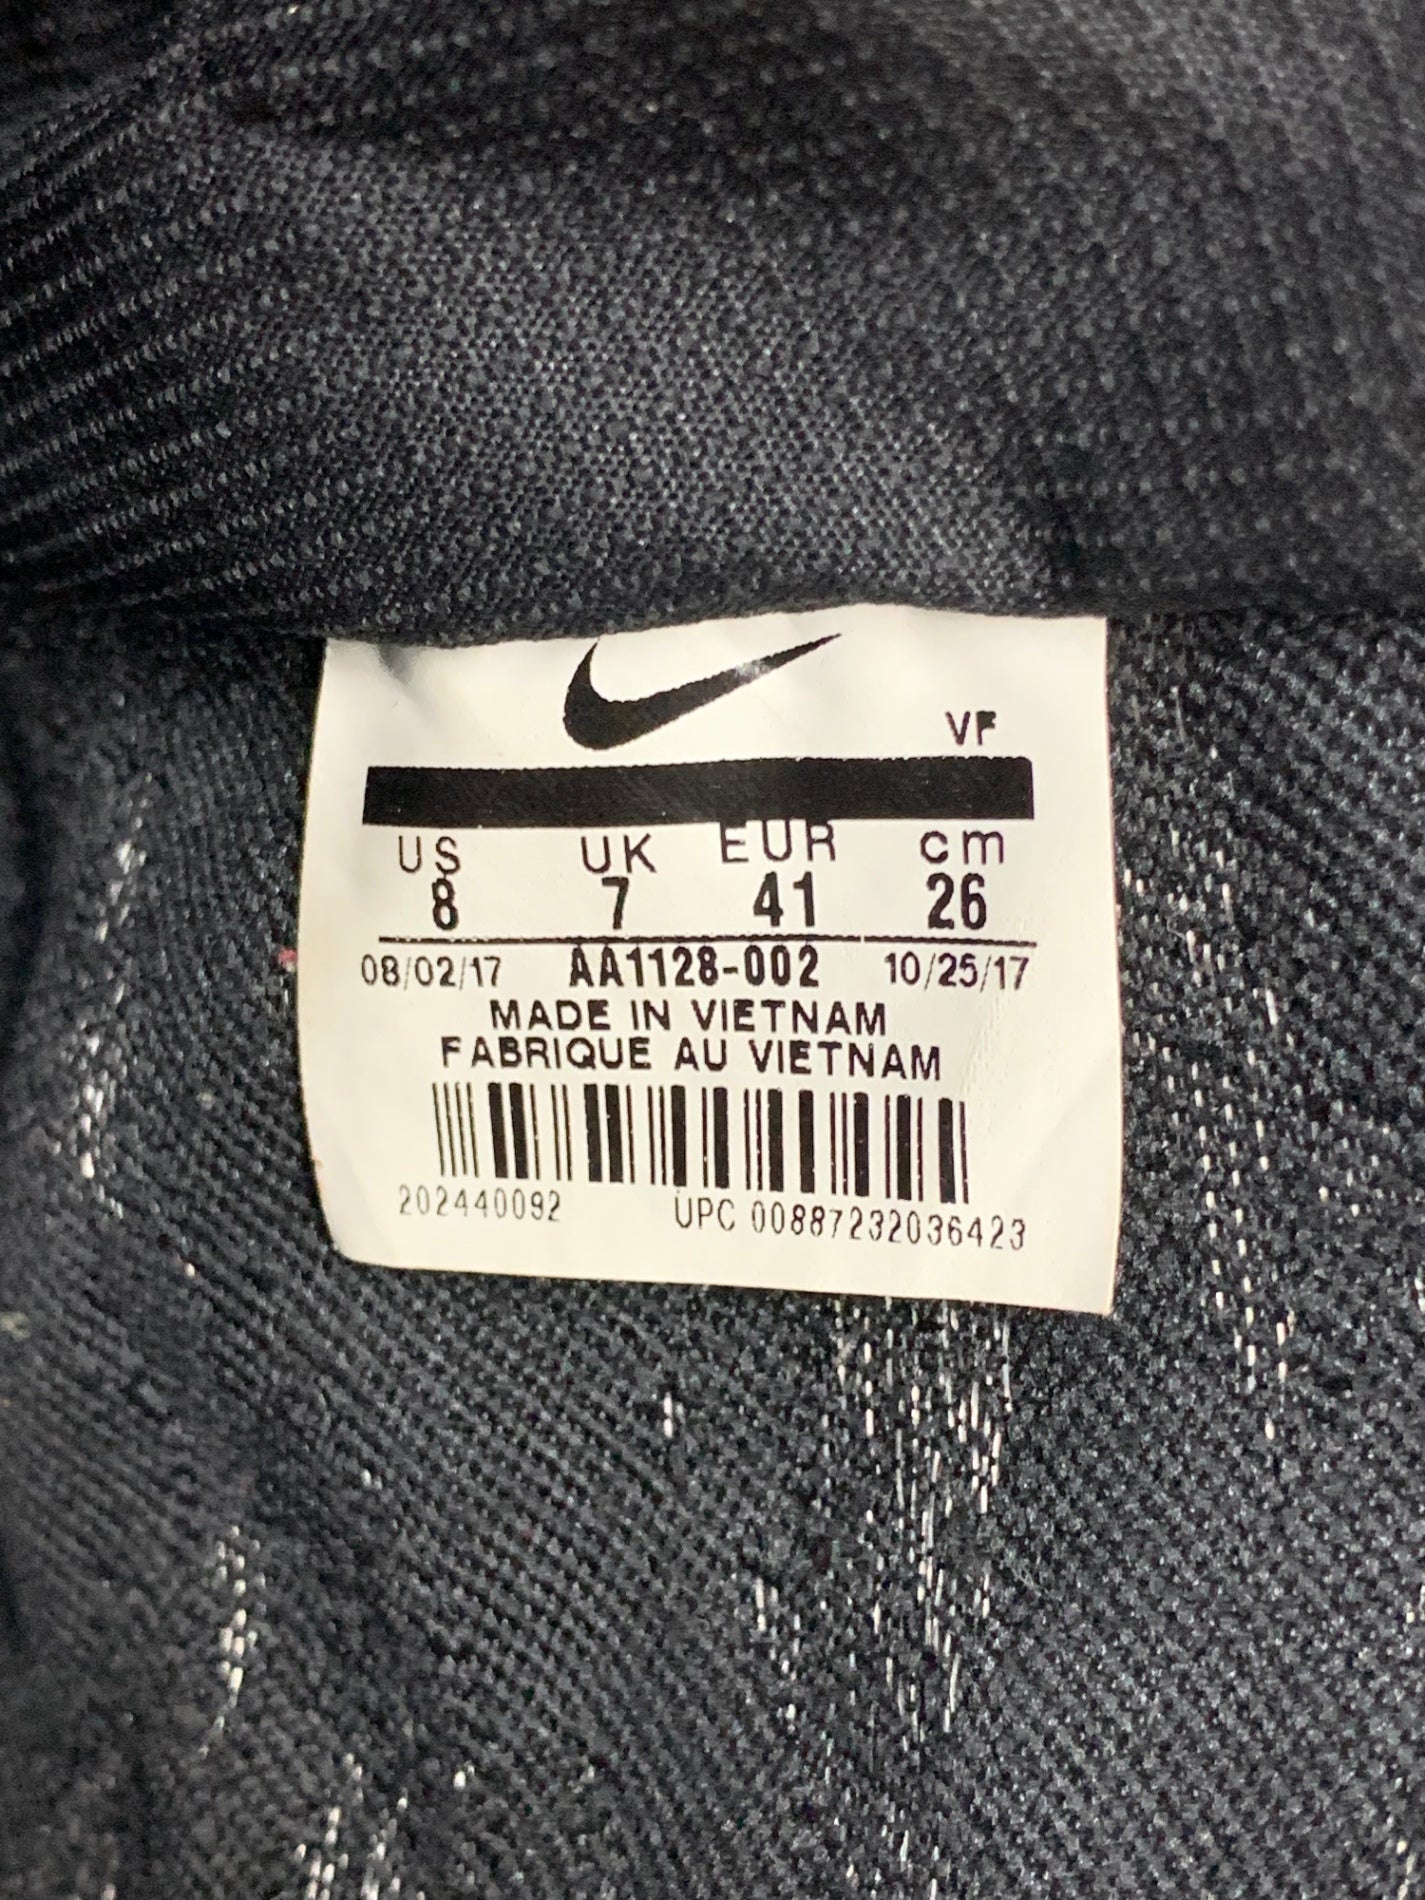 VF
US UK EUR cm
8 7 41 26
08/02/17 AA1128-002 10/25/17
MADE IN VIETNAM
FABRIQUE AU VIETNAM
202440092 UPC 00887232036423